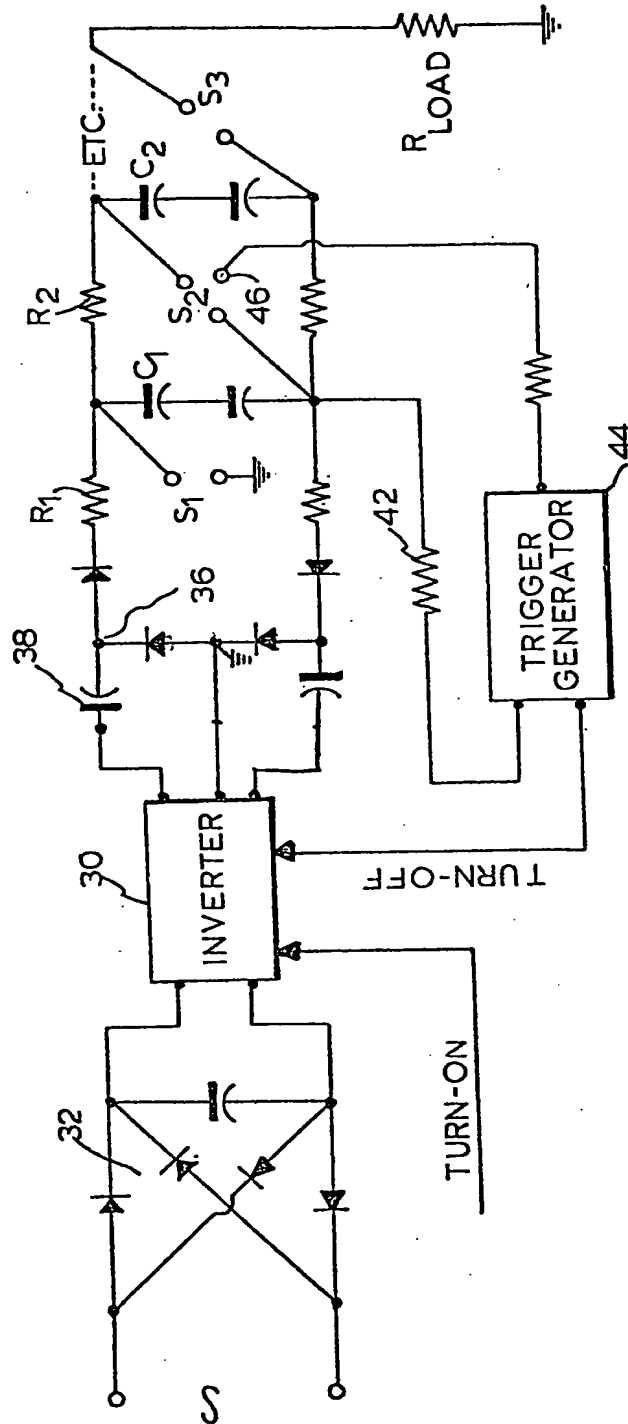 32
30
INVERTER
38
36
R1
R2
C1
C2
ETC.
S1
S2
S3
46
42
RLOAD
TURN-ON
TURN-OFF
TRIGGER
GENERATOR
44